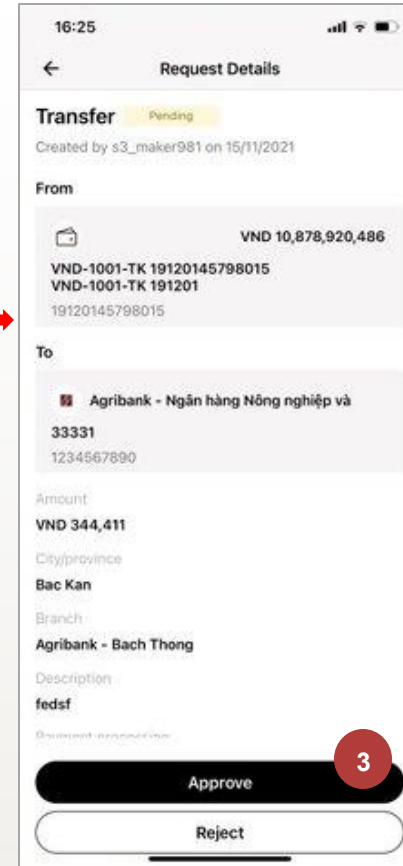 16:25
Request Details
Transfer Pending
Created by s3_maker981 on 15/11/2021
From
VND 10,878,920,486
VND-1001-TK 19120145798015
VND-1001-TK 191201
19120145798015
To
Agribank - Ngân hàng Nông nghiệp và
33331
1234567890
Amount
VND 344,411
City/province
Bac Kan
Branch
Agribank - Bach Thong
Description
fedsf
Payment processing
3
Approve
Reject